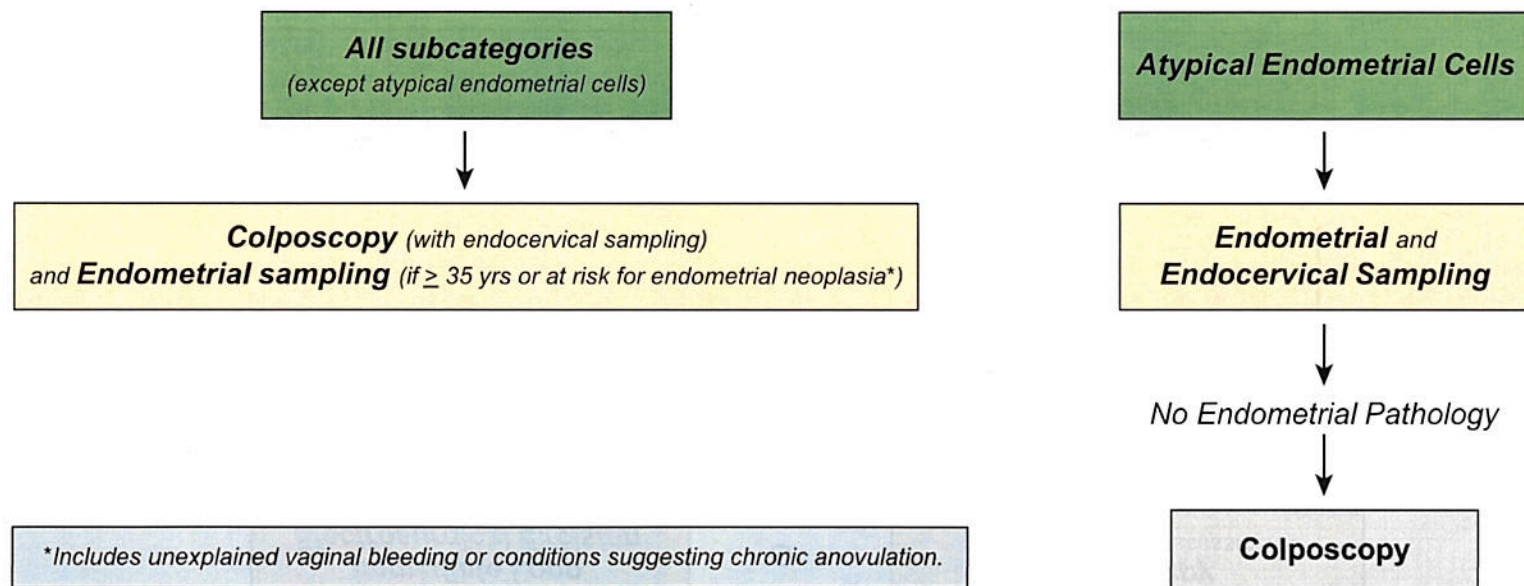 All subcategories
(except atypical endometrial cells)
Colposcopy (with endocervical sampling)
and Endometrial sampling (if ≥ 35 yrs or at risk for endometrial neoplasia*)
*Includes unexplained vaginal bleeding or conditions suggesting chronic anovulation.
Atypical Endometrial Cells
Endometrial and
Endocervical Sampling
No Endometrial Pathology
Colposcopy